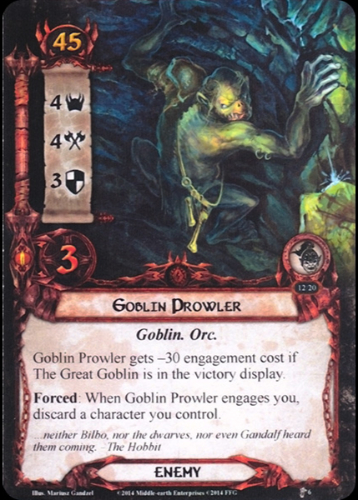 45
4
4
3
3
12/20
Goblin Prowler
Goblin. Orc.
Goblin Prowler gets –30 engagement cost if
The Great Goblin is in the victory display.
Forced: When Goblin Prowler engages you,
discard a character you control.
...neither Bilbo, nor the dwarves, nor even Gandalf heard
them coming. –The Hobbit
ENEMY
Illus. Mariusz Gandzel ©2014 Middle-earth Enterprises ©2014 FFG